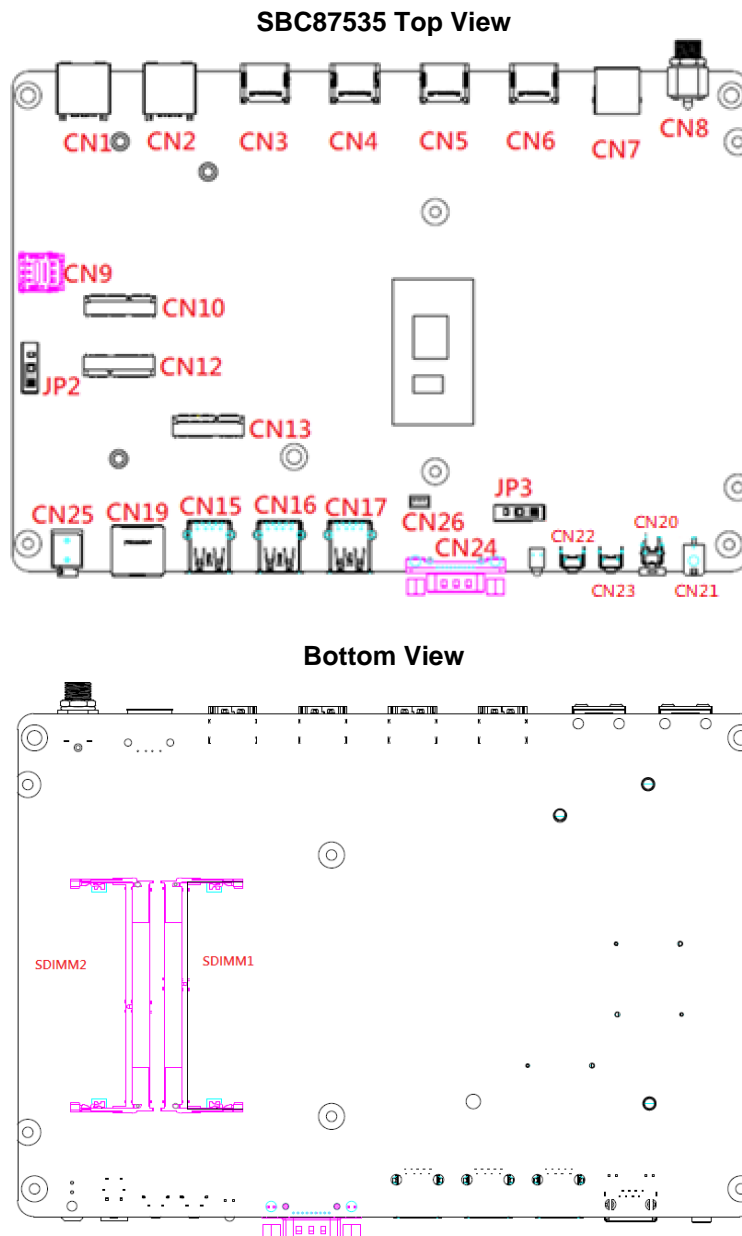 SBC87535 Top View
CN1 CN2 CN3 CN4 CN5 CN6 CN7 CN8
CN9
CN10
CN12
JP2
CN13
CN25 CN19 CN15 CN16 CN17 CN26 JP3
CN24 CN22 CN20
CN23 CN21
Bottom View
SDIMM2 SDIMM1